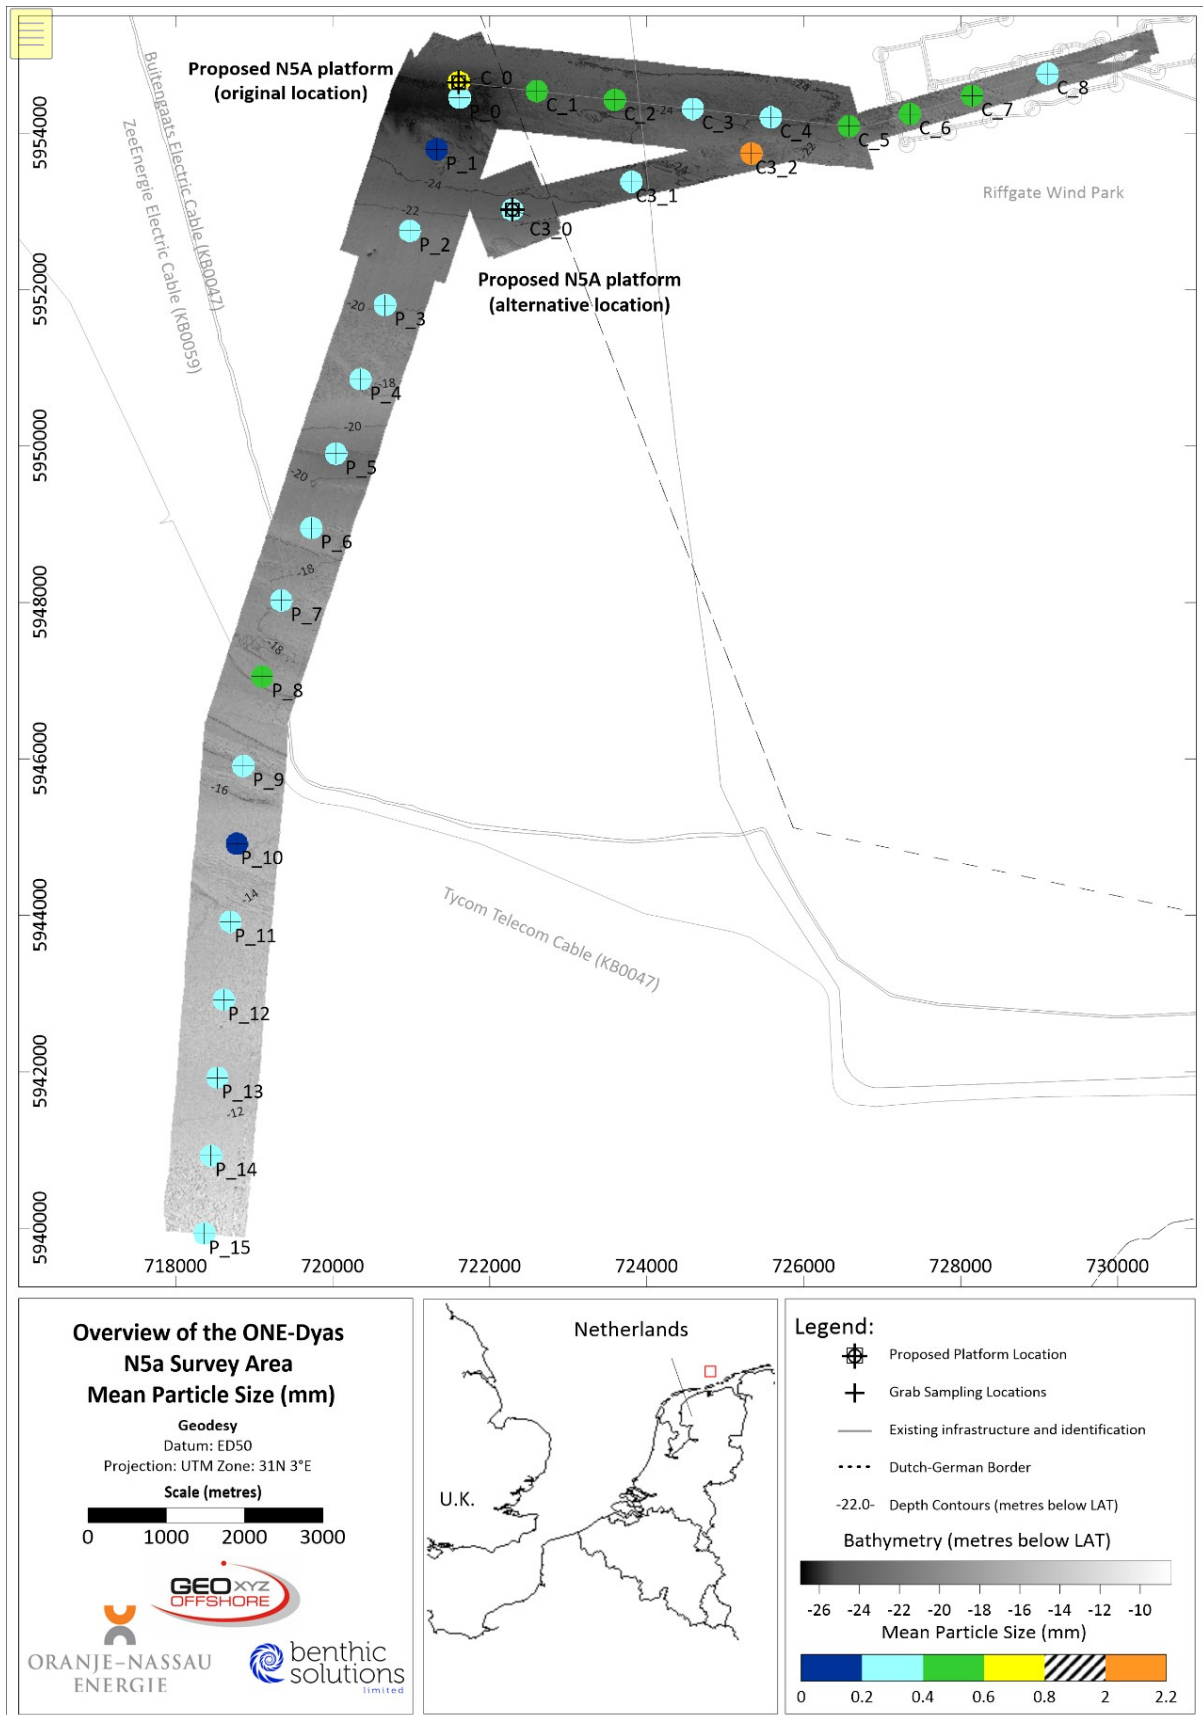 Proposed N5A platform
(original location)
C_0
P_0
C_1
C_2
C_3
C_4
C_5
C_6
C_7
C_8
-24
-24
-22
-24
P_1
C3_2
C3_1
C3_0
-24
-22
P_2
Riffgate Wind Park
Proposed N5A platform
(alternative location)
Buitengaats Electric Cable (KB0047)
ZeeEnergie Electric Cable (KB0059)
-20
P_3
-18
P_4
-20
P_5
-20
P_6
-18
P_7
-18
P_8
P_9
-16
P_10
-14
P_11
Tycom Telecom Cable (KB0047)
P_12
P_13
-12
P_14
P_15
5954000
5952000
5950000
5948000
5946000
5944000
5942000
5940000
718000
720000
722000
724000
726000
728000
730000
Overview of the ONE-Dyas
N5a Survey Area
Mean Particle Size (mm)
Geodesy
Datum: ED50
Projection: UTM Zone: 31N 3°E
Scale (metres)
0 1000 2000 3000
GEO XYZ
OFFSHORE
ORANJE-NASSAU
ENERGIE
benthic
solutions
limited
Netherlands
U.K.
Legend:
Proposed Platform Location
Grab Sampling Locations
Existing infrastructure and identification
Dutch-German Border
-22.0- Depth Contours (metres below LAT)
Bathymetry (metres below LAT)
-26 -24 -22 -20 -18 -16 -14 -12 -10
Mean Particle Size (mm)
0 0.2 0.4 0.6 0.8 2 2.2